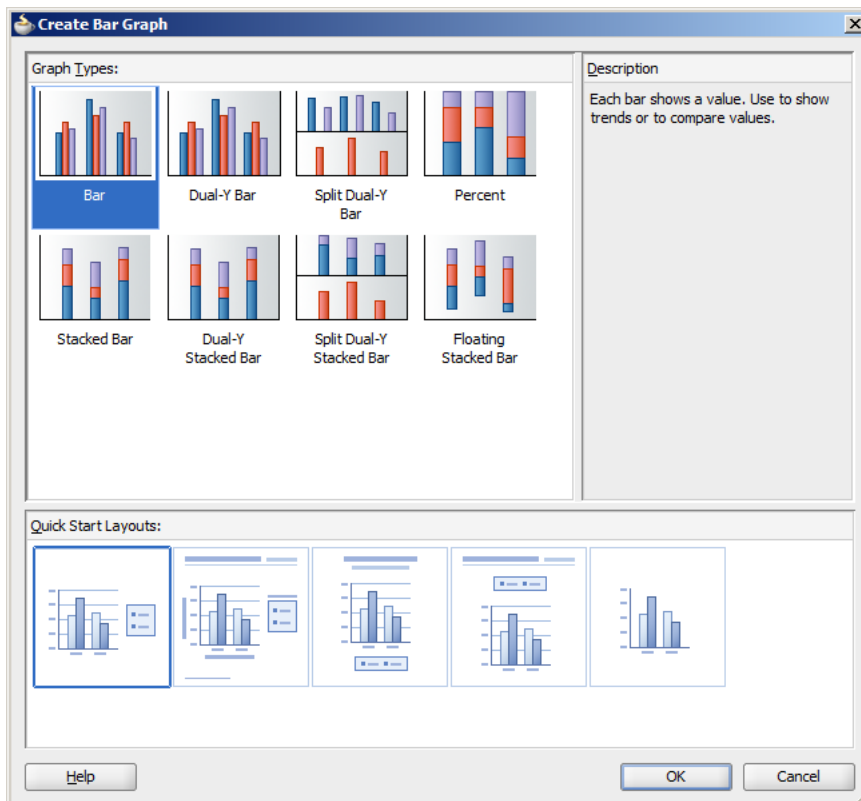 Create Bar Graph
Graph Types:
Bar
Dual-Y Bar
Split Dual-Y
Bar
Percent
Stacked Bar
Dual-Y
Stacked Bar
Split Dual-Y
Stacked Bar
Floating
Stacked Bar
Description
Each bar shows a value. Use to show
trends or to compare values.
Quick Start Layouts:
Help
OK
Cancel